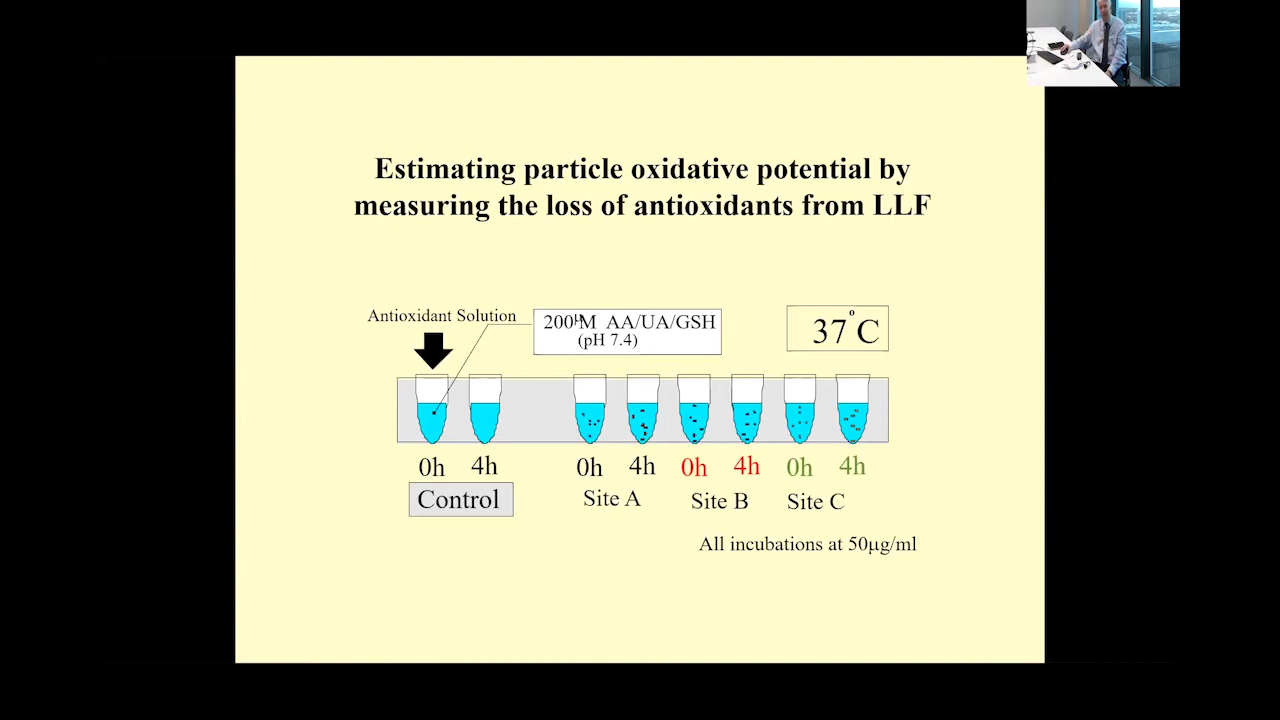 Estimating particle oxidative potential by
measuring the loss of antioxidants from LLF
Antioxidant Solution
200µM AA/UA/GSH
(pH 7.4)
37°C
0h 4h 0h 4h 0h 4h 0h 4h
Control Site A Site B Site C
All incubations at 50µg/ml